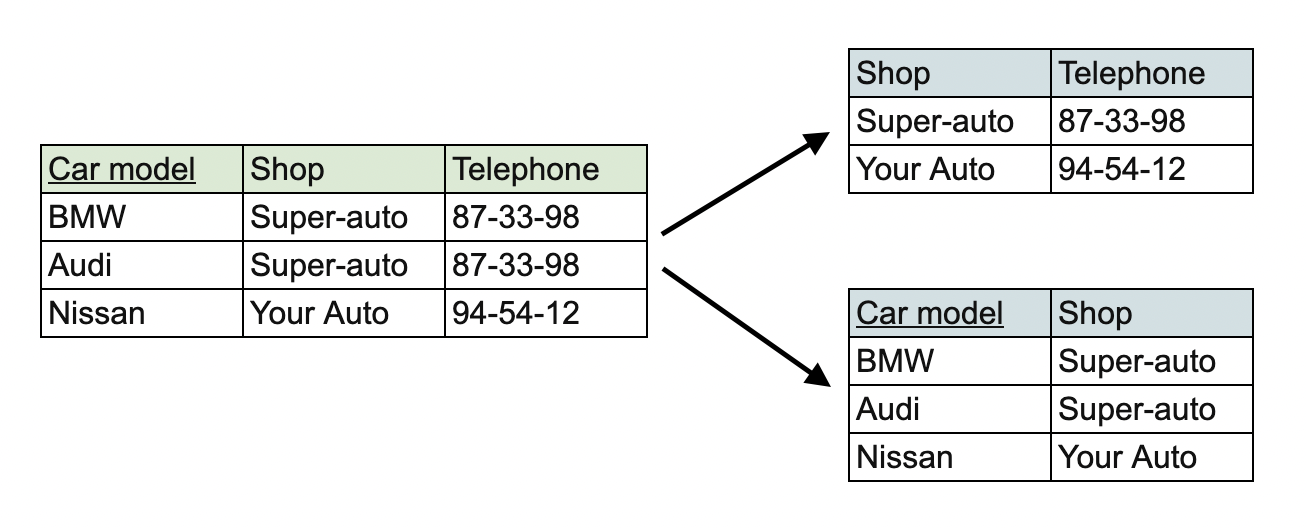 Car model Shop Telephone
BMW Super-auto 87-33-98
Audi Super-auto 87-33-98
Nissan Your Auto 94-54-12
Shop Telephone
Super-auto 87-33-98
Your Auto 94-54-12
Car model Shop
BMW Super-auto
Audi Super-auto
Nissan Your Auto